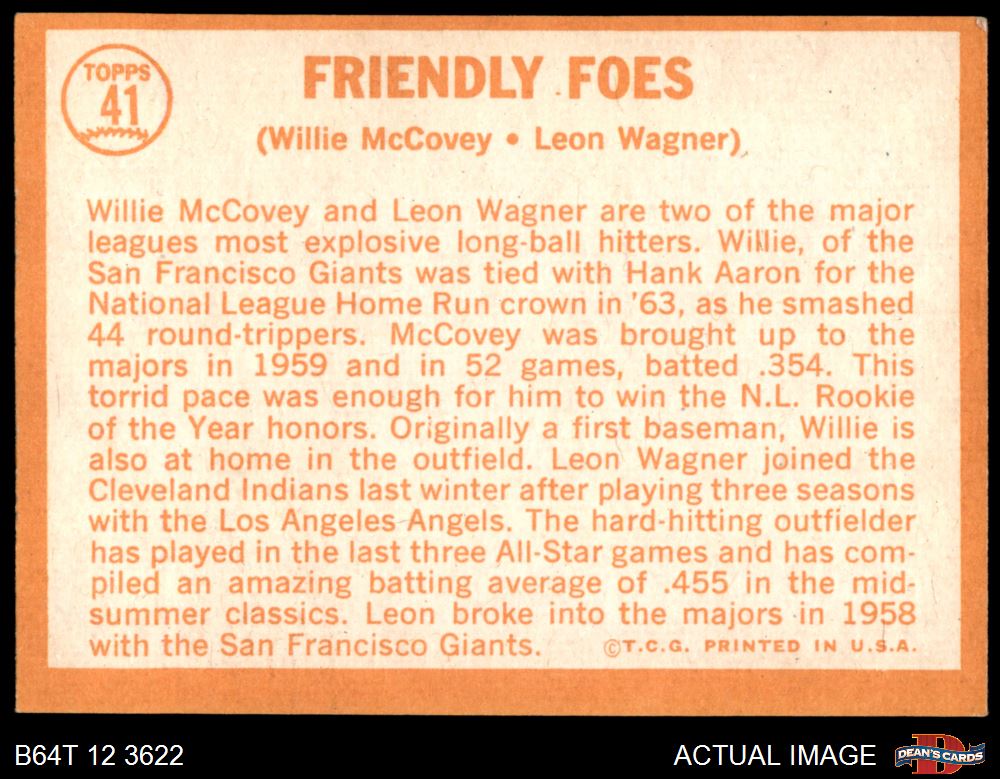 TOPPS
41
FRIENDLY FOES
(Willie McCovey • Leon Wagner)
Willie McCovey and Leon Wagner are two of the major
leagues most explosive long-ball hitters. Willie, of the
San Francisco Giants was tied with Hank Aaron for the
National League Home Run crown in '63, as he smashed
44 round-trippers. McCovey was brought up to the
majors in 1959 and in 52 games, batted .354. This
torrid pace was enough for him to win the N.L. Rookie
of the Year honors. Originally a first baseman, Willie is
also at home in the outfield. Leon Wagner joined the
Cleveland Indians last winter after playing three seasons
with the Los Angeles Angels. The hard-hitting outfielder
has played in the last three All-Star games and has com-
piled an amazing batting average of .455 in the mid-
summer classics. Leon broke into the majors in 1958
with the San Francisco Giants. ©T.C.G. PRINTED IN U.S.A.
B64T 12 3622 ACTUAL IMAGE DEAN'S CARDS